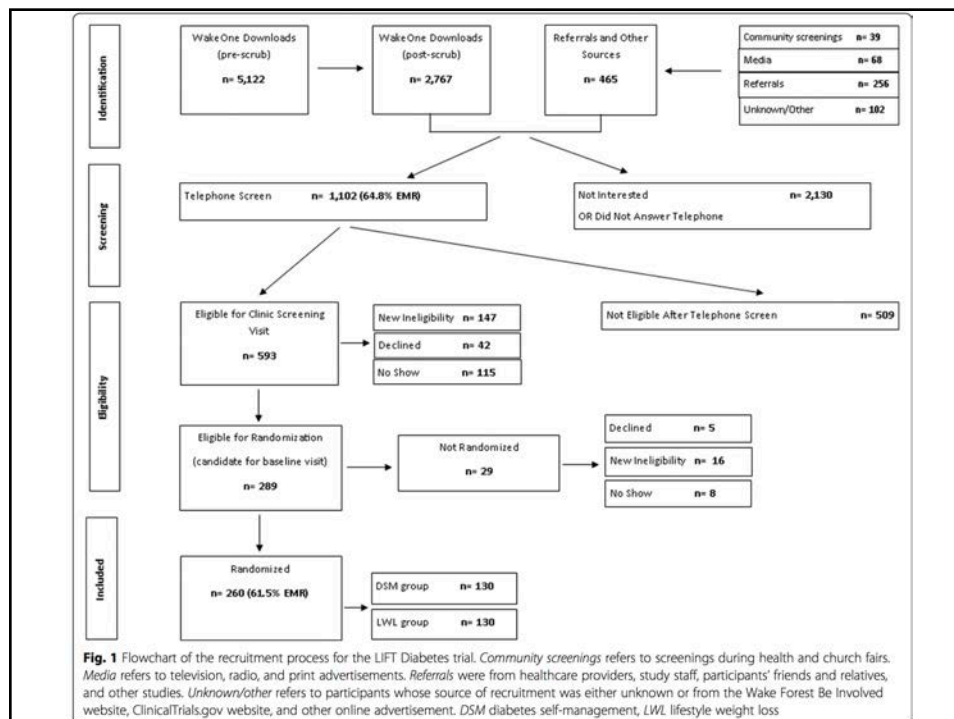 Identification
WakeOne Downloads
(pre-scrub)
n= 5,122
WakeOne Downloads
(post-scrub)
n= 2,767
Referrals and Other
Sources
n= 465
Community screenings n= 39
Media n= 68
Referrals n= 256
Unknown/Other n= 102
Screening
Telephone Screen n= 1,102 (64.8% EMR)
Not Interested n= 2,130
OR Did Not Answer Telephone
Eligibility
Eligible for Clinic Screening
Visit
n= 593
New Ineligibility n= 147
Declined n= 42
No Show n= 115
Not Eligible After Telephone Screen n= 509
Eligible for Randomization
(candidate for baseline visit)
n= 289
Not Randomized
n= 29
Declined n= 5
New Ineligibility n= 16
No Show n= 8
Included
Randomized
n= 260 (61.5% EMR)
DSM group n= 130
LWL group n= 130
Fig. 1 Flowchart of the recruitment process for the LIFT Diabetes trial. Community screenings refers to screenings during health and church fairs.
Media refers to television, radio, and print advertisements. Referrals were from healthcare providers, study staff, participants' friends and relatives,
and other studies. Unknown/other refers to participants whose source of recruitment was either unknown or from the Wake Forest Be Involved
website, ClinicalTrials.gov website, and other online advertisement. DSM diabetes self-management, LWL lifestyle weight loss